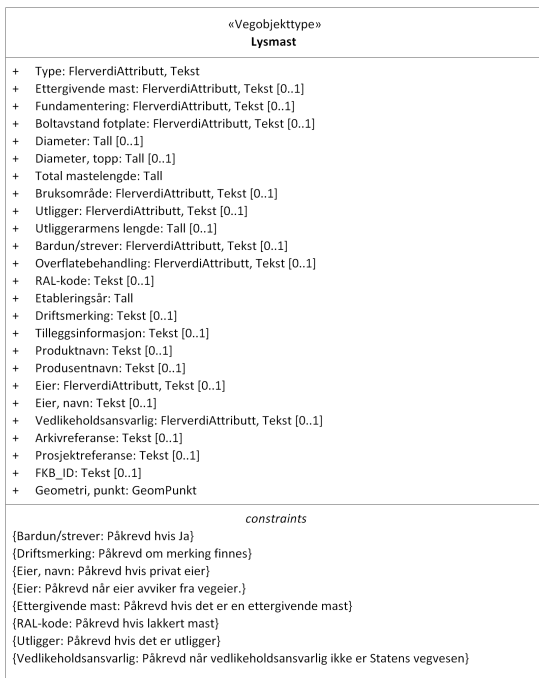 «Vegobjekttype»
Lysmast
+ Type: FlerverdiAttributt, Tekst
+ Ettergivende mast: FlerverdiAttributt, Tekst [0..1]
+ Fundamentering: FlerverdiAttributt, Tekst [0..1]
+ Boltavstand fotplate: FlerverdiAttributt, Tekst [0..1]
+ Diameter: Tall [0..1]
+ Diameter, topp: Tall [0..1]
+ Total mastelengde: Tall
+ Bruksområde: FlerverdiAttributt, Tekst [0..1]
+ Utligger: FlerverdiAttributt, Tekst [0..1]
+ Utliggerarmens lengde: Tall [0..1]
+ Bardun/strever: FlerverdiAttributt, Tekst [0..1]
+ Overflatebehandling: FlerverdiAttributt, Tekst [0..1]
+ RAL-kode: Tekst [0..1]
+ Etableringsår: Tall
+ Driftsmerking: Tekst [0..1]
+ Tilleggsinformasjon: Tekst [0..1]
+ Produktnavn: Tekst [0..1]
+ Produsentnavn: Tekst [0..1]
+ Eier: FlerverdiAttributt, Tekst [0..1]
+ Eier, navn: Tekst [0..1]
+ Vedlikeholdsansvarlig: FlerverdiAttributt, Tekst [0..1]
+ Arkivreferanse: Tekst [0..1]
+ Prosjektreferanse: Tekst [0..1]
+ FKB_ID: Tekst [0..1]
+ Geometri, punkt: GeomPunkt
constraints
{Bardun/strever: Påkrevd hvis Ja}
{Driftsmerking: Påkrevd om merking finnes}
{Eier, navn: Påkrevd hvis privat eier}
{Eier: Påkrevd når eier avviker fra vegeier.}
{Ettergivende mast: Påkrevd hvis det er en ettergivende mast}
{RAL-kode: Påkrevd hvis lakkert mast}
{Utligger: Påkrevd hvis det er utligger}
{Vedlikeholdsansvarlig: Påkrevd når vedlikeholdsansvarlig ikke er Statens vegvesen}